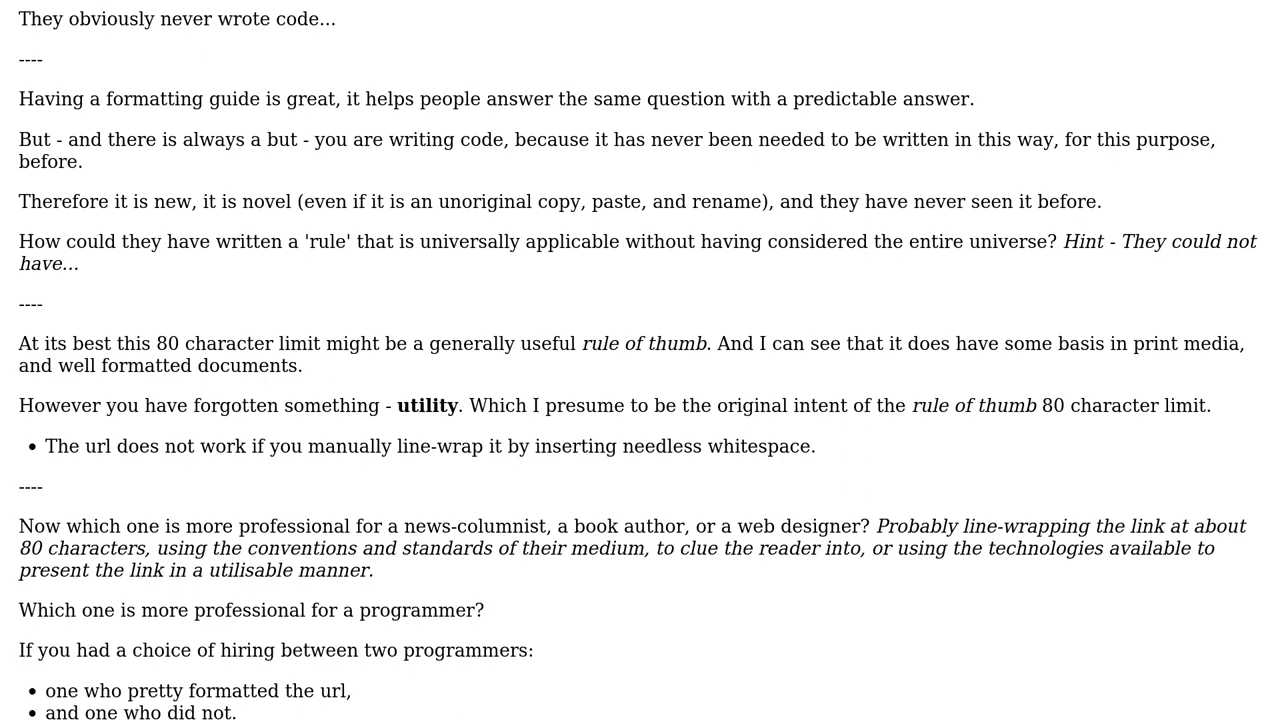 They obviously never wrote code...
----
Having a formatting guide is great, it helps people answer the same question with a predictable answer.
But - and there is always a but - you are writing code, because it has never been needed to be written in this way, for this purpose,
before.
Therefore it is new, it is novel (even if it is an unoriginal copy, paste, and rename), and they have never seen it before.
How could they have written a 'rule' that is universally applicable without having considered the entire universe? Hint - They could not
have...
----
At its best this 80 character limit might be a generally useful rule of thumb. And I can see that it does have some basis in print media,
and well formatted documents.
However you have forgotten something - utility. Which I presume to be the original intent of the rule of thumb 80 character limit.
• The url does not work if you manually line-wrap it by inserting needless whitespace.
----
Now which one is more professional for a news-columnist, a book author, or a web designer? Probably line-wrapping the link at about
80 characters, using the conventions and standards of their medium, to clue the reader into, or using the technologies available to
present the link in a utilisable manner.
Which one is more professional for a programmer?
If you had a choice of hiring between two programmers:
• one who pretty formatted the url,
• and one who did not.